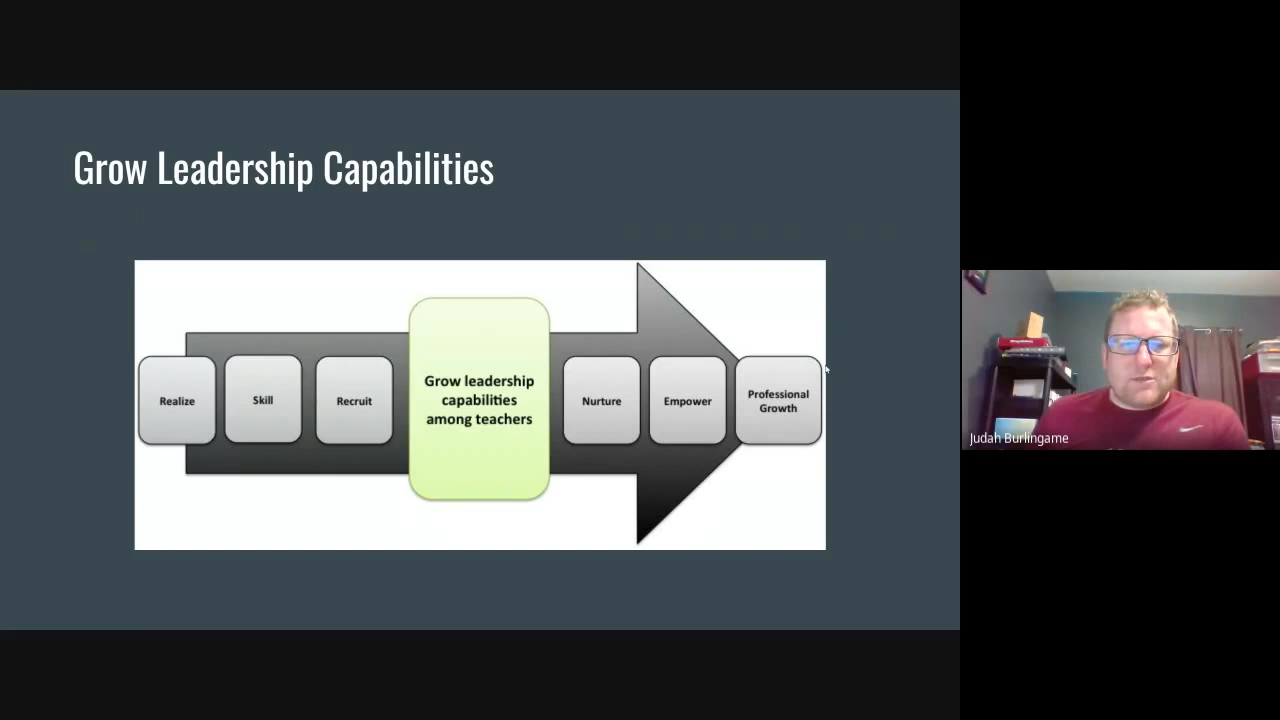 Grow Leadership Capabilities
Realize
Skill
Recruit
Grow leadership
capabilities
among teachers
Nurture
Empower
Professional
Growth
Judah Burlingame